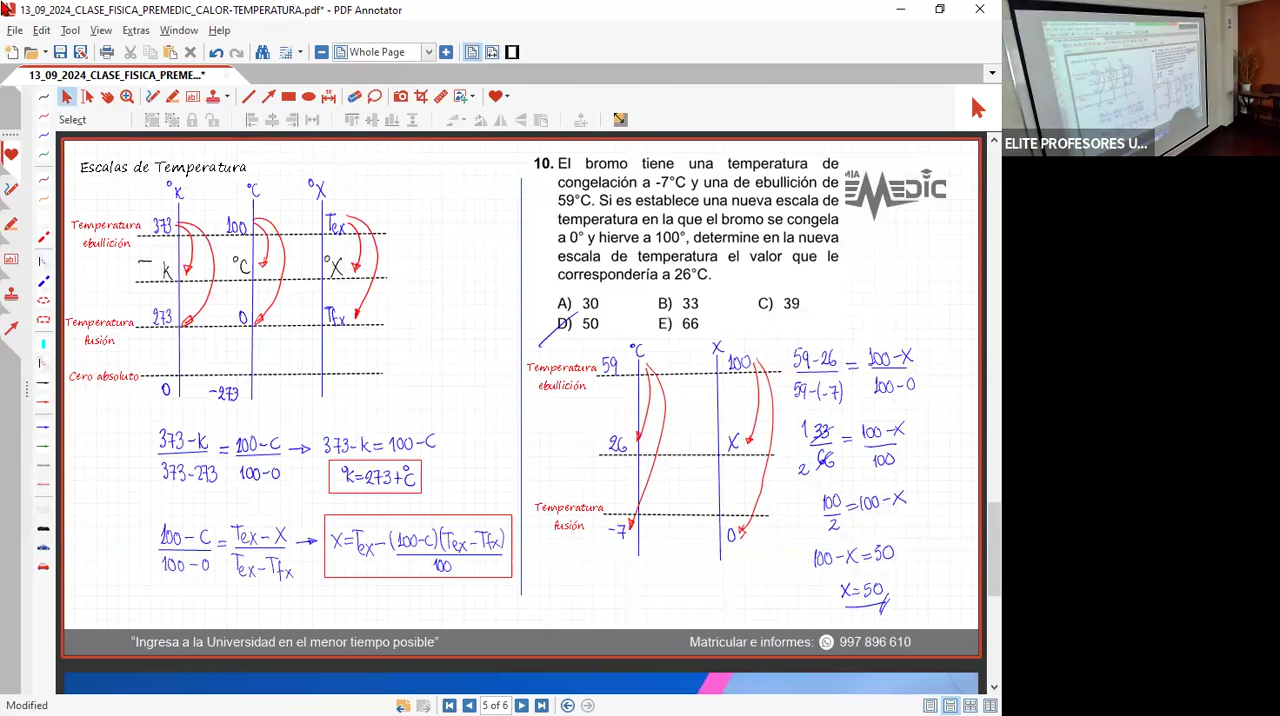 13_09_2024_CLASE_FISICA_PREMEDIC_CALOR-TEMPERATURA.pdf* - PDF Annotator
File Edit Tool View Extras Window Help
Whole Page
13_09_2024_CLASE_FISICA_PREME...*
Select
Escalas de Temperatura
°K °C °X
Temperatura ebullición
373 100 Tex
K °C °X
Temperatura fusión
273 0 Tfx
Cero absoluto
0 -273
373-K / 373-273 = 100-C / 100-0 → 373-K = 100-C
°K = 273+°C
100-C / 100-0 = Tex-X / Tex-Tfx → X = Tex - (100-C)(Tex-Tfx) / 100
10. El bromo tiene una temperatura de
congelación a -7°C y una de ebullición de
59°C. Si es establece una nueva escala de
temperatura en la que el bromo se congela
a 0° y hierve a 100°, determine en la nueva
escala de temperatura el valor que le
correspondería a 26°C.
A) 30 B) 33 C) 39
D) 50 E) 66
EMEDIC
°C X
Temperatura ebullición
59 100
26 X
Temperatura fusión
-7 0°
59-26 / 59-(-7) = 100-X / 100-0
1 33 / 2 66 = 100-X / 100
100 / 2 = 100-X
100-X = 50
X = 50
“Ingresa a la Universidad en el menor tiempo posible” Matricular e informes: 997 896 610
Modified
5 of 6
ELITE PROFESORES U...